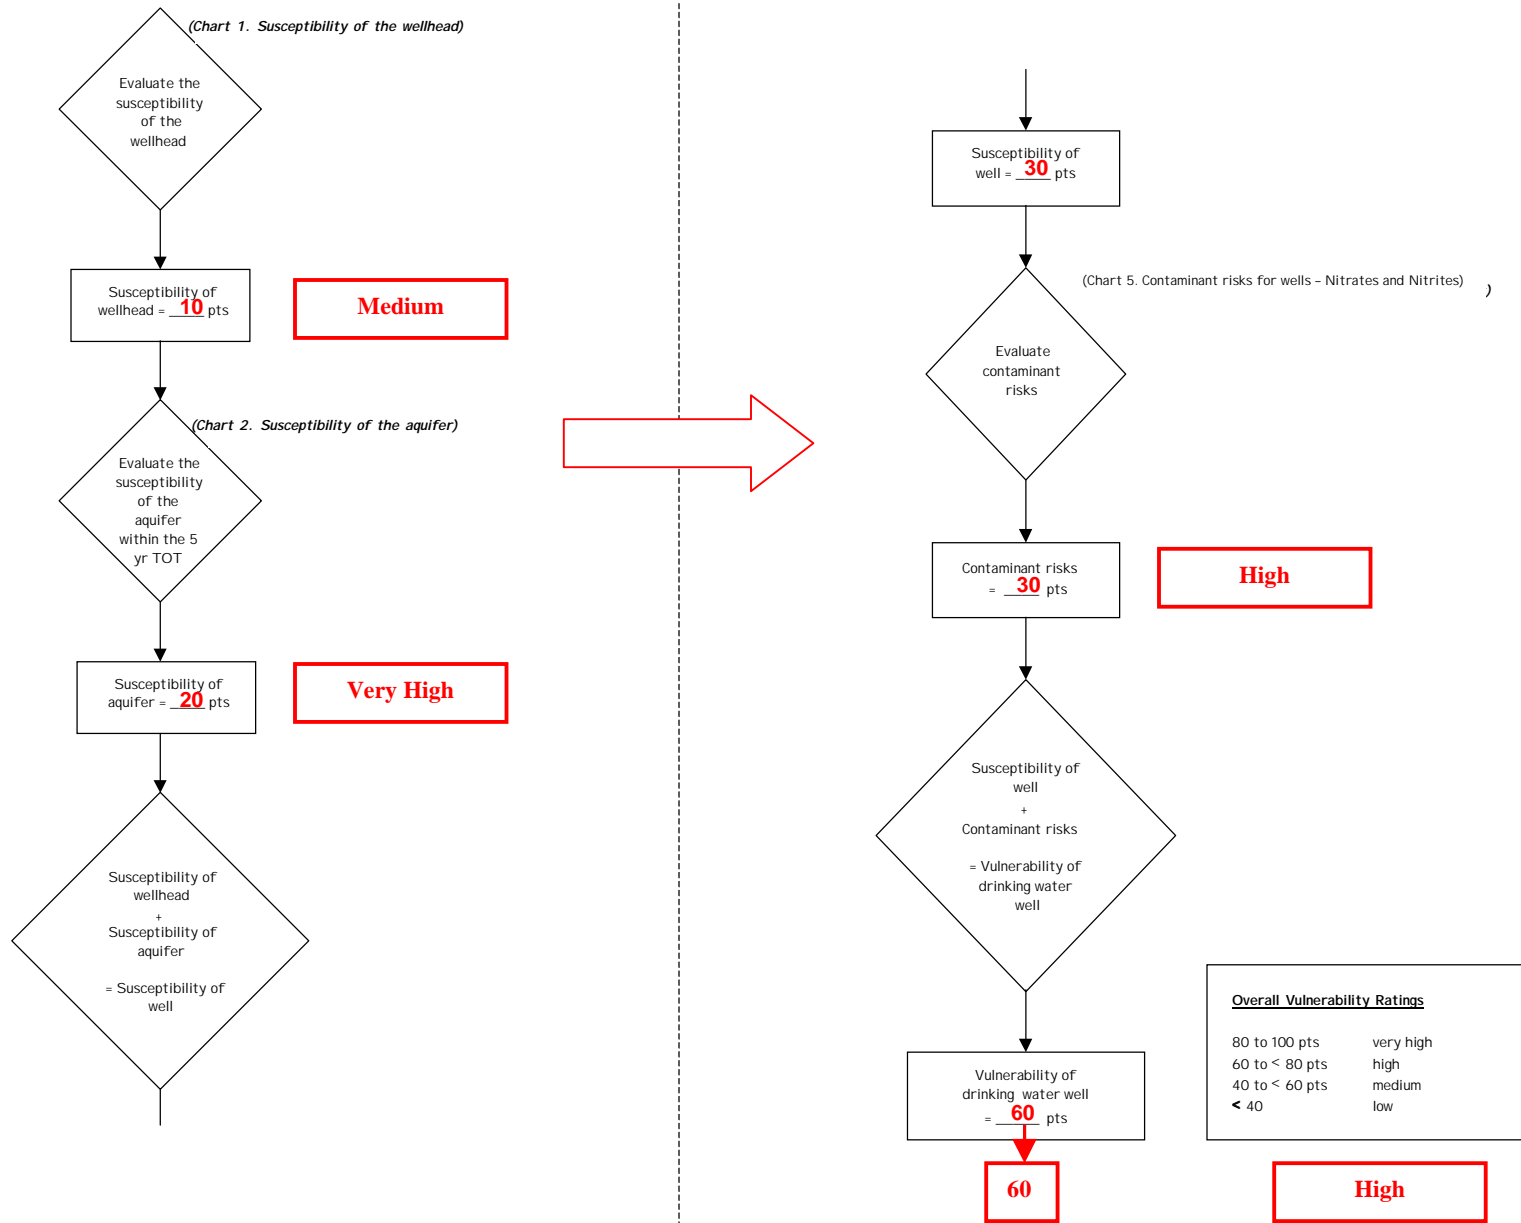 (Chart 1. Susceptibility of the wellhead)
Evaluate the
susceptibility
of the
wellhead
Susceptibility of
wellhead = 10 pts
Medium
(Chart 2. Susceptibility of the aquifer)
Evaluate the
susceptibility
of the
aquifer
within the 5
yr TOT
Susceptibility of
aquifer = 20 pts
Very High
Susceptibility of
wellhead
+
Susceptibility of
aquifer
= Susceptibility of
well
Susceptibility of
well = 30 pts
(Chart 5. Contaminant risks for wells – Nitrates and Nitrites)
)
Evaluate
contaminant
risks
Contaminant risks
= 30 pts
High
Susceptibility of
well
+
Contaminant risks
= Vulnerability of
drinking water
well
Vulnerability of
drinking water well
= 60 pts
60
Overall Vulnerability Ratings
80 to 100 pts very high
60 to < 80 pts high
40 to < 60 pts medium
< 40 low
High